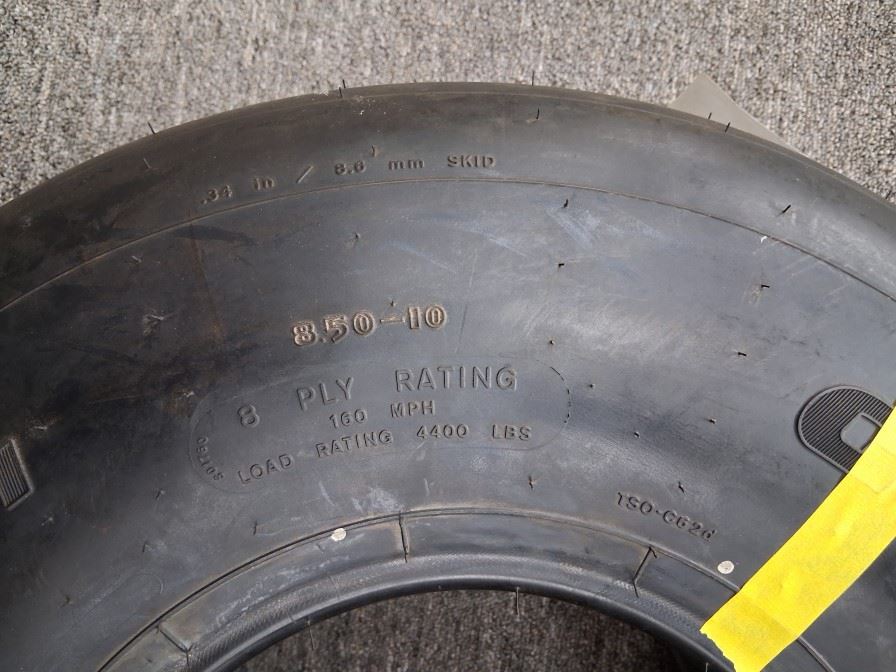 .34 in / 8.6 mm SKID
8.50-10
8 PLY RATING
160 MPH
LOAD RATING 4400 LBS
TSO-C62d